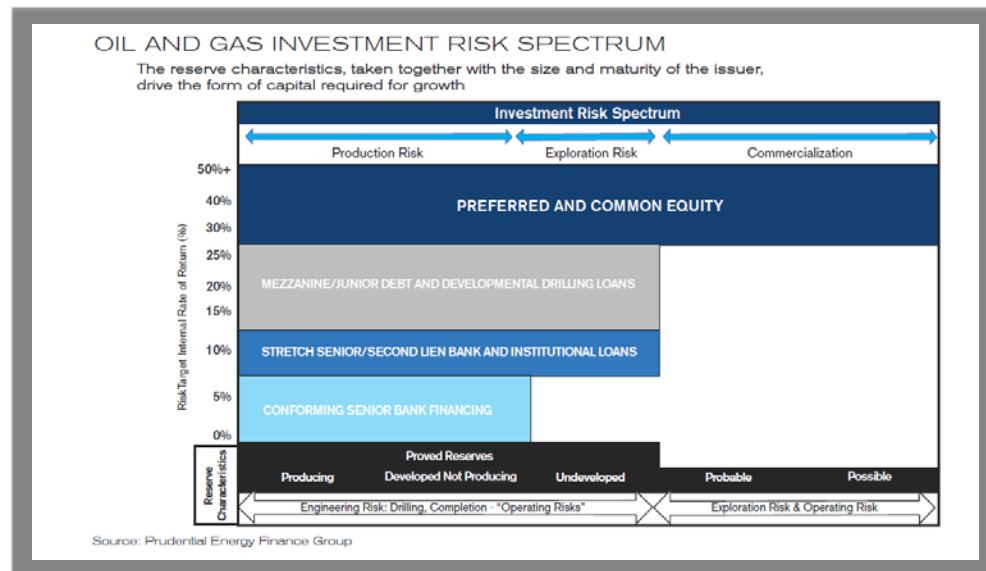 OIL AND GAS INVESTMENT RISK SPECTRUM
The reserve characteristics, taken together with the size and maturity of the issuer,
drive the form of capital required for growth
Investment Risk Spectrum
Production Risk
Exploration Risk
Commercialization
RiskTarget Internal Rate of Return (%)
50%+
40%
30%
25%
20%
15%
10%
5%
0%
PREFERRED AND COMMON EQUITY
MEZZANINE/JUNIOR DEBT AND DEVELOPMENTAL DRILLING LOANS
STRETCH SENIOR/SECOND LIEN BANK AND INSTITUTIONAL LOANS
CONFORMING SENIOR BANK FINANCING
Reserve
Characteristics
Proved Reserves
Producing
Developed Not Producing
Undeveloped
Probable
Possible
Engineering Risk: Drilling, Completion - "Operating Risks"
Exploration Risk & Operating Risk
Source: Prudential Energy Finance Group